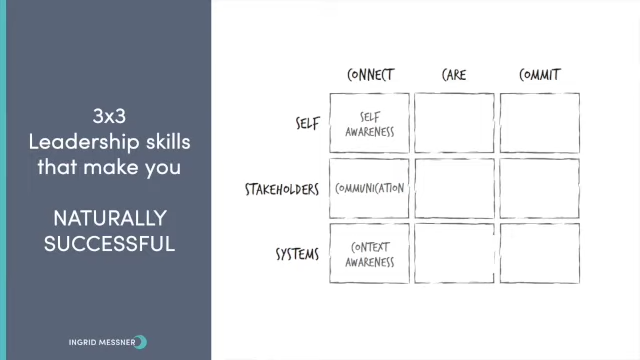 3x3
Leadership skills
that make you
NATURALLY
SUCCESSFUL
INGRID MESSNER
CONNECT CARE COMMIT
SELF SELF
AWARENESS
STAKEHOLDERS COMMUNICATION
SYSTEMS CONTEXT
AWARENESS